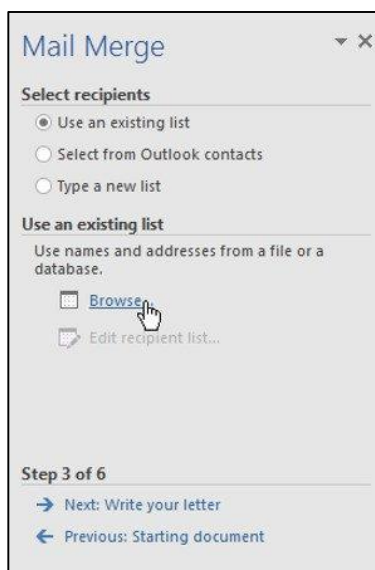 Mail Merge
Select recipients
Use an existing list
Select from Outlook contacts
Type a new list
Use an existing list
Use names and addresses from a file or a
database.
Browse...
Edit recipient list...
Step 3 of 6
Next: Write your letter
Previous: Starting document